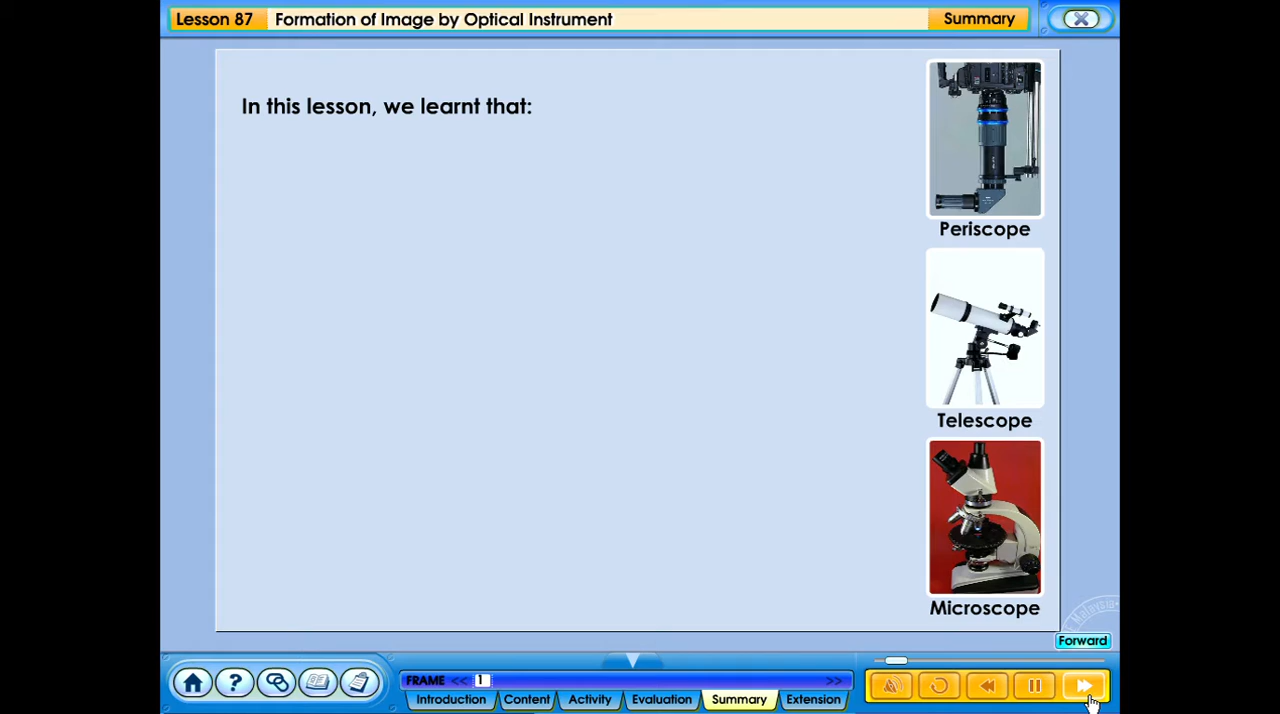 Lesson 87 Formation of Image by Optical Instrument Summary
In this lesson, we learnt that:
Periscope
Telescope
Microscope
Forward
FRAME << 1 >>
Introduction Content Activity Evaluation Summary Extension